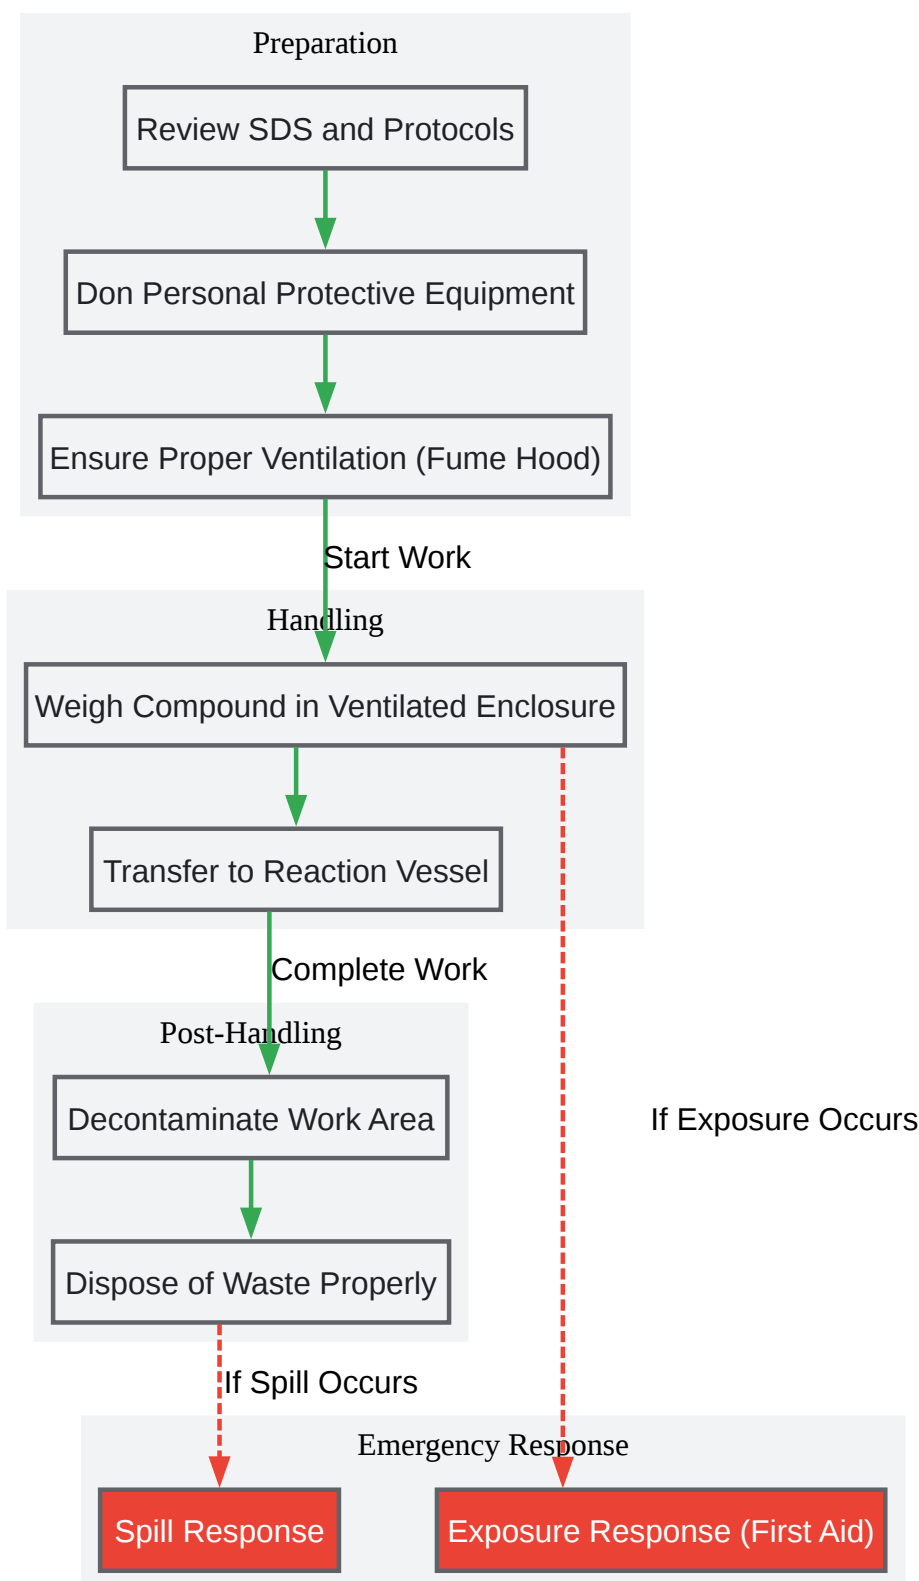 Preparation
Review SDS and Protocols
Don Personal Protective Equipment
Ensure Proper Ventilation (Fume Hood)
Start Work
Handling
Weigh Compound in Ventilated Enclosure
Transfer to Reaction Vessel
Complete Work
Post-Handling
Decontaminate Work Area
If Exposure Occurs
Dispose of Waste Properly
If Spill Occurs
Emergency Response
Spill Response
Exposure Response (First Aid)